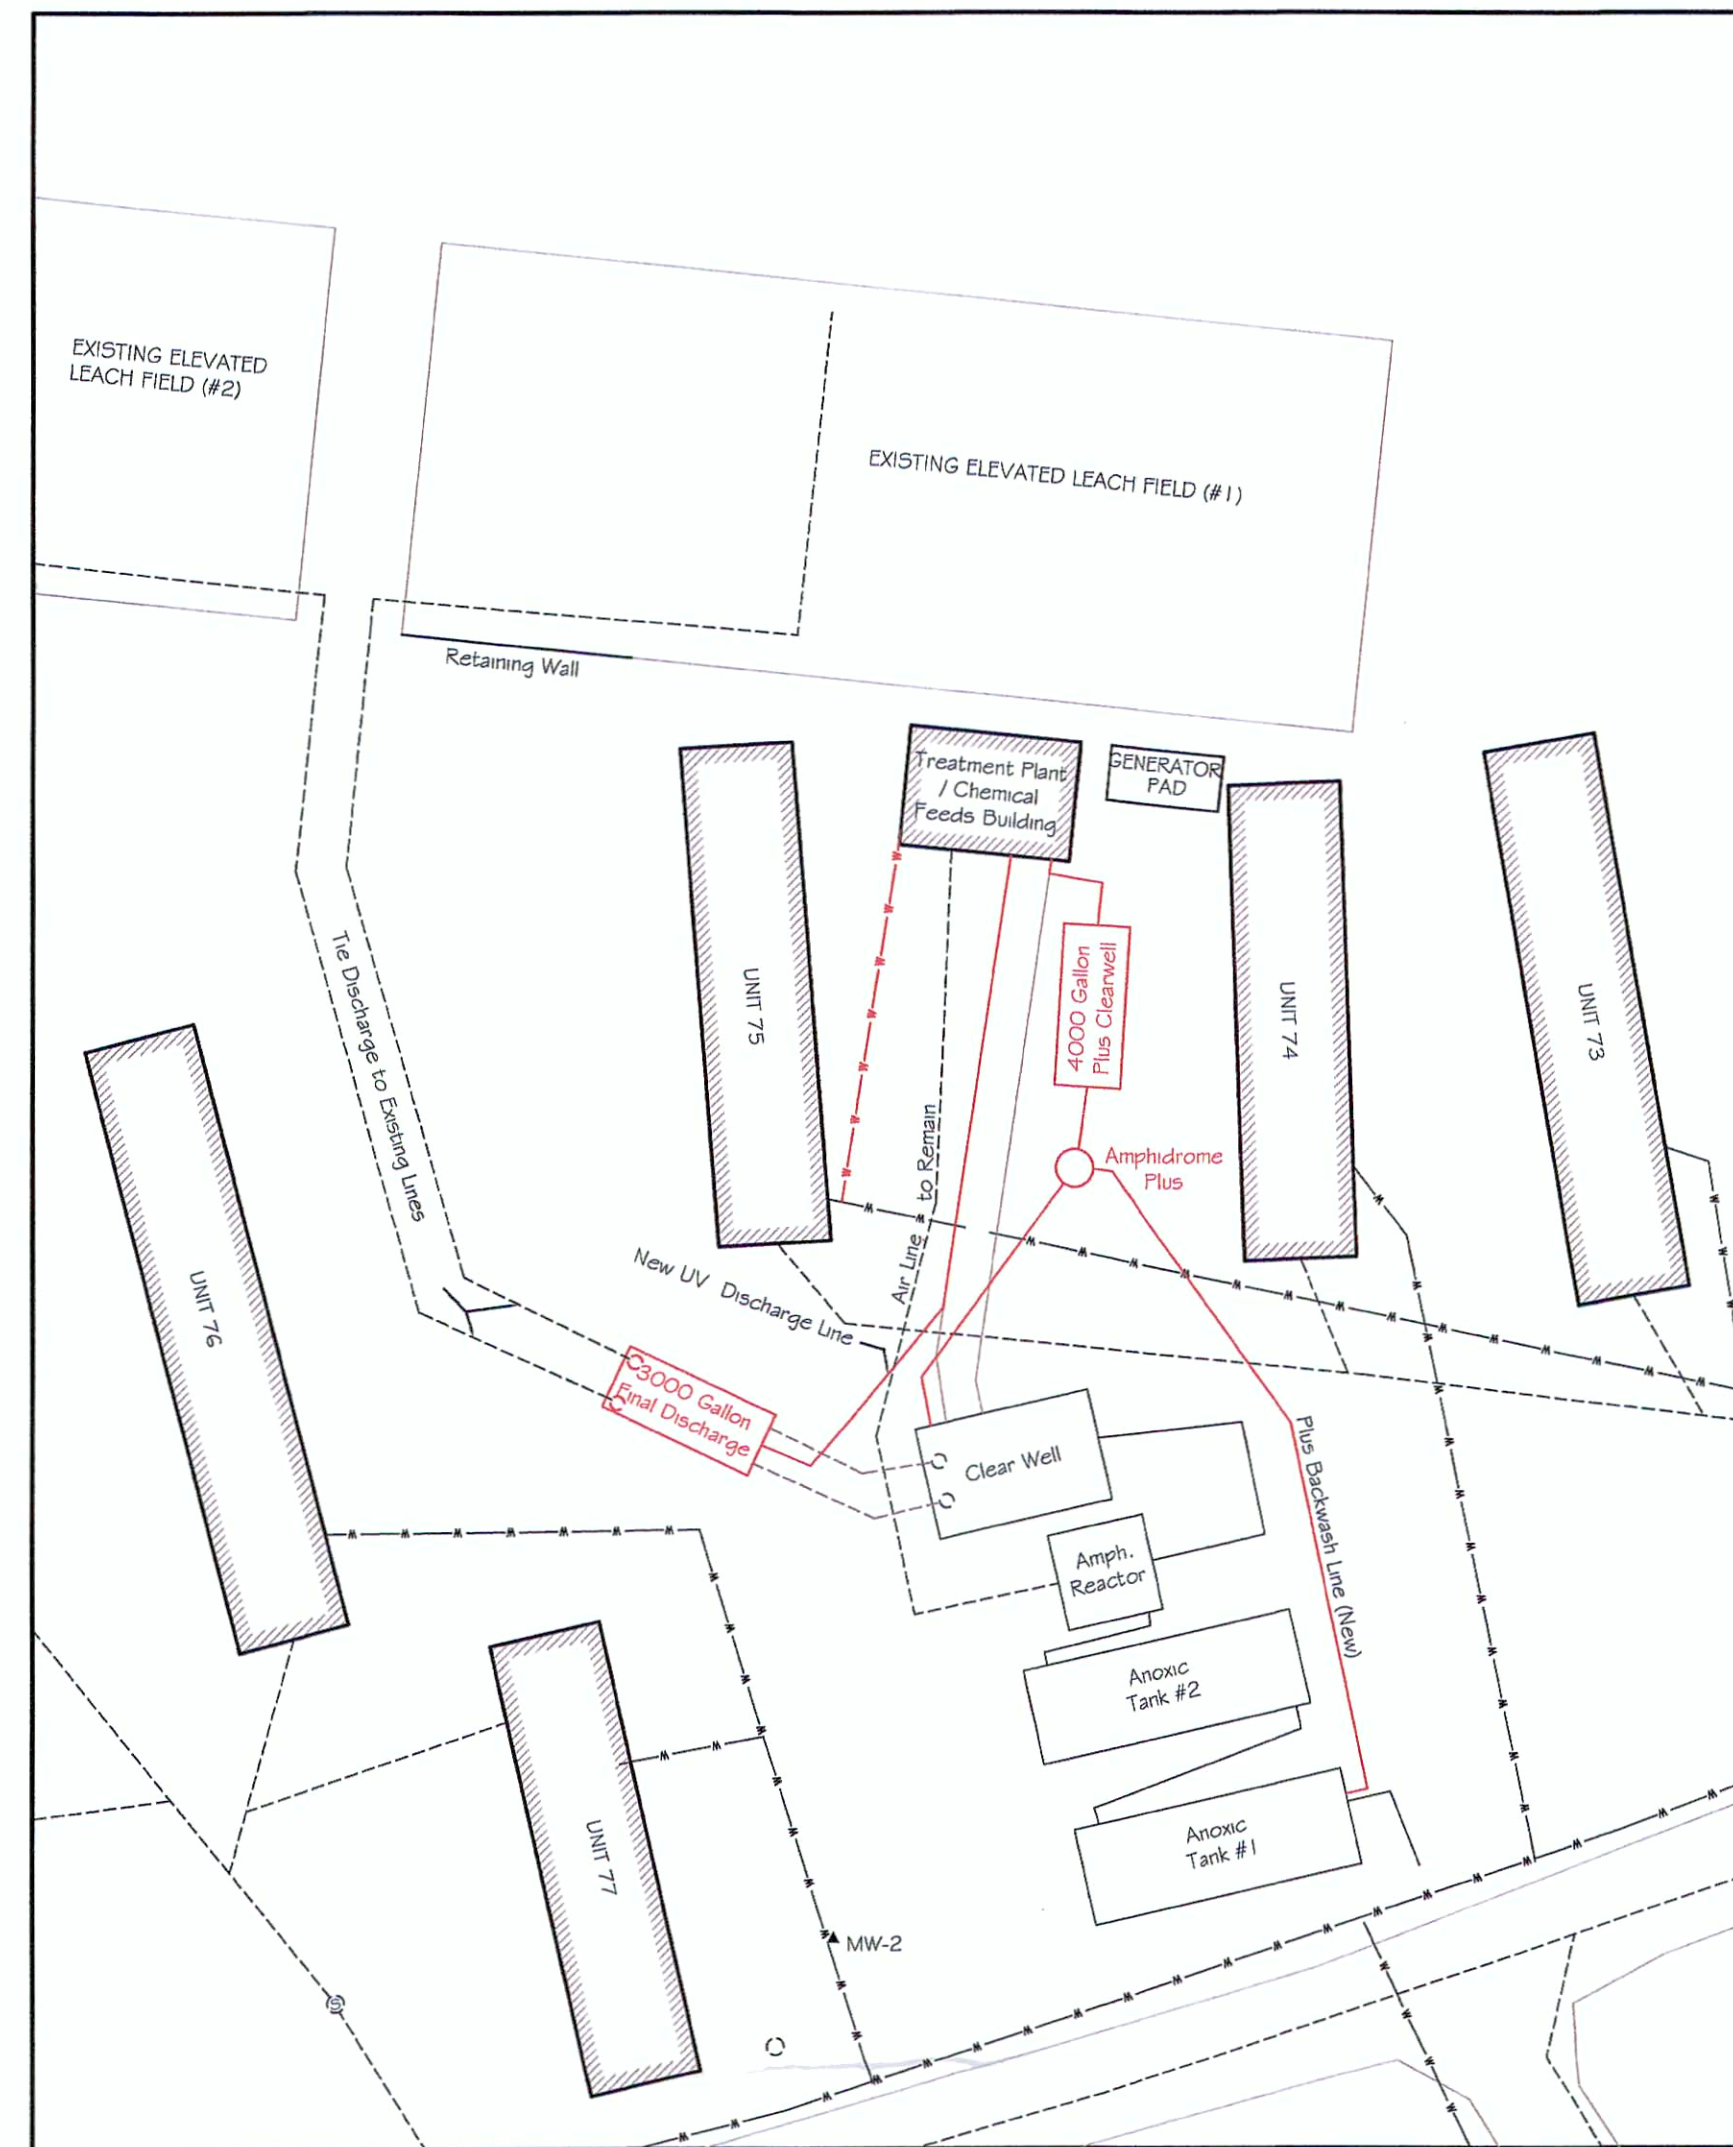 EXISTING ELEVATED
LEACH FIELD (#2)
EXISTING ELEVATED LEACH FIELD (#1)
Retaining Wall
Treatment Plant
/ Chemical
Feeds Building
GENERATOR
PAD
UNIT 75
4000 Gallon
Plus Clearwell
UNIT 74
UNIT 73
Tie Discharge to Existing Lines
Air Line to Remain
Amphidrome
Plus
UNIT 76
New UV Discharge Line
3000 Gallon
Final Discharge
Clear Well
Plus Backwash Line (New)
Amph.
Reactor
Anoxic
Tank #2
Anoxic
Tank #1
UNIT 77
MW-2
S